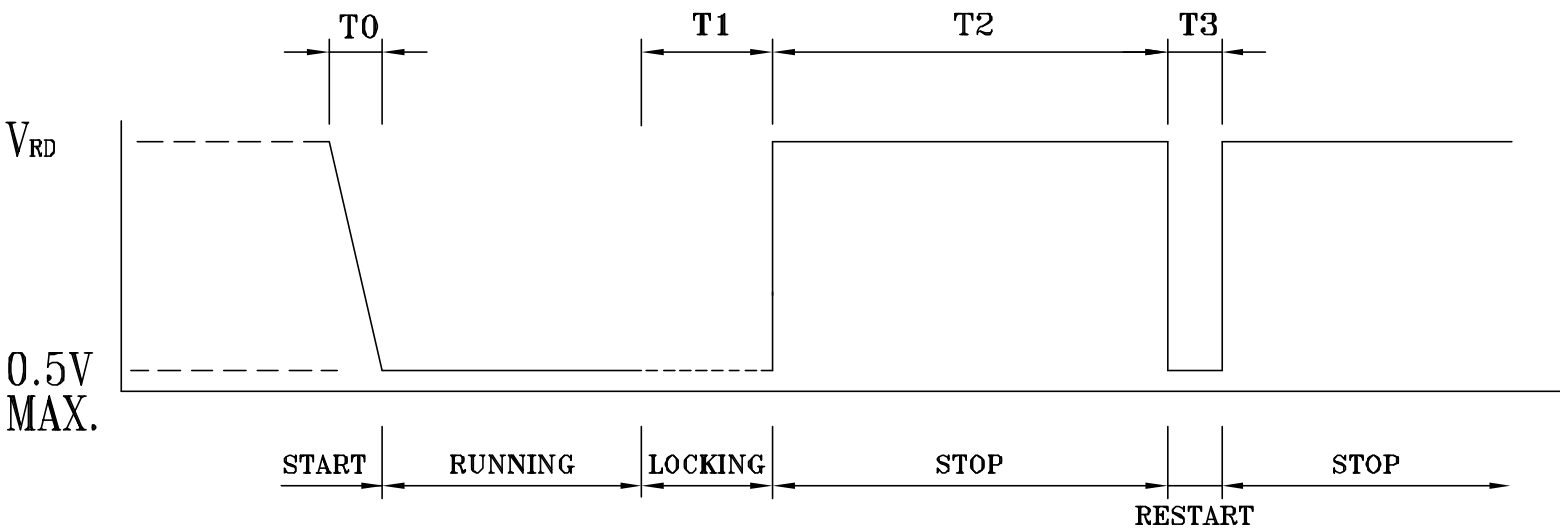 T0
T1
T2
T3
VRD
0.5V
MAX.
START
RUNNING
LOCKING
STOP
RESTART
STOP